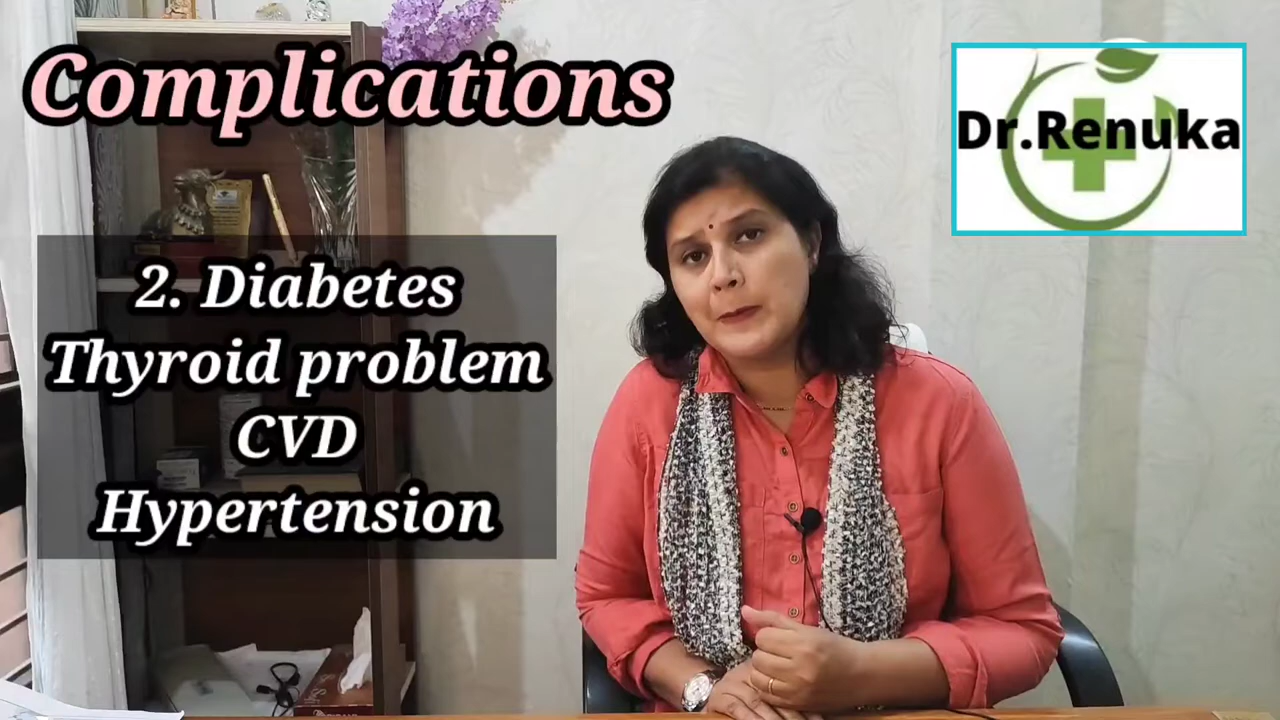 Complications
Dr.Renuka
2. Diabetes
Thyroid problem
CVD
Hypertension